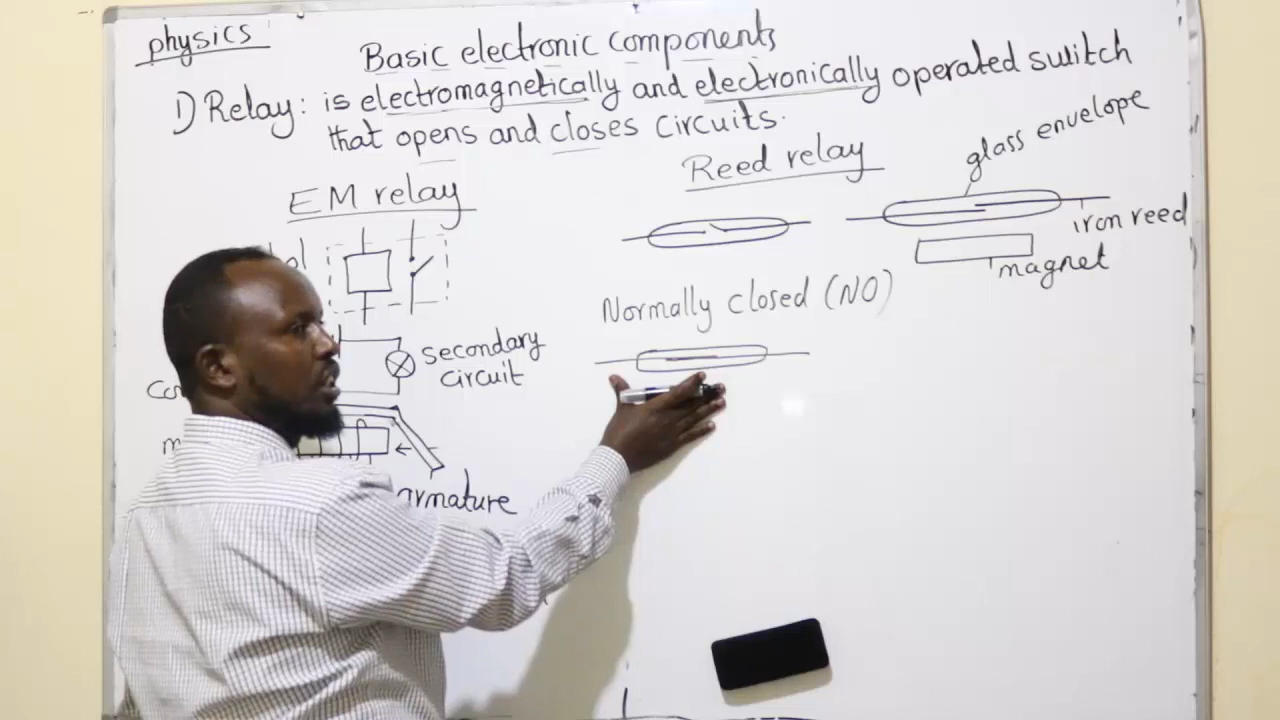 physics
Basic electronic components
1) Relay: is electromagnetically and electronically operated switch
that opens and closes circuits.
EM relay
secondary
circuit
armature
Reed relay
glass envelope
iron reed
magnet
Normally closed (NO)